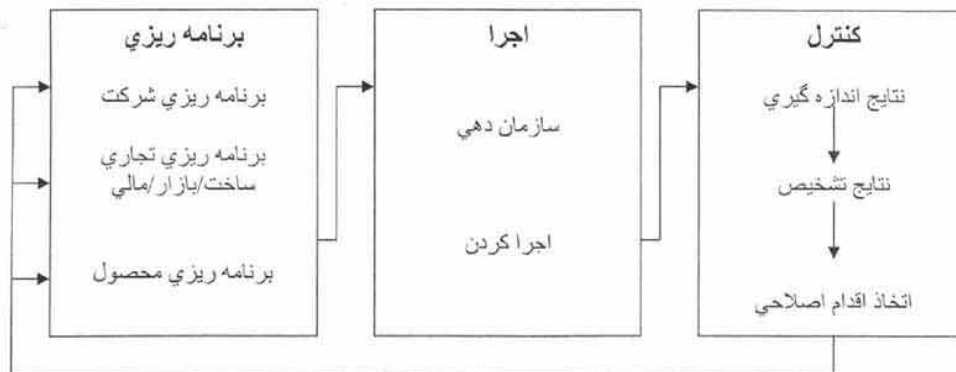 برنامه ريزي
برنامه ريزي شركت
برنامه ريزي تجاري
ساخت/بازار/مالي
برنامه ريزي محصول
اجرا
سازمان دهي
اجرا كردن
كنترل
نتايج اندازه گيري
نتايج تشخيص
اتخاذ اقدام اصلاحي